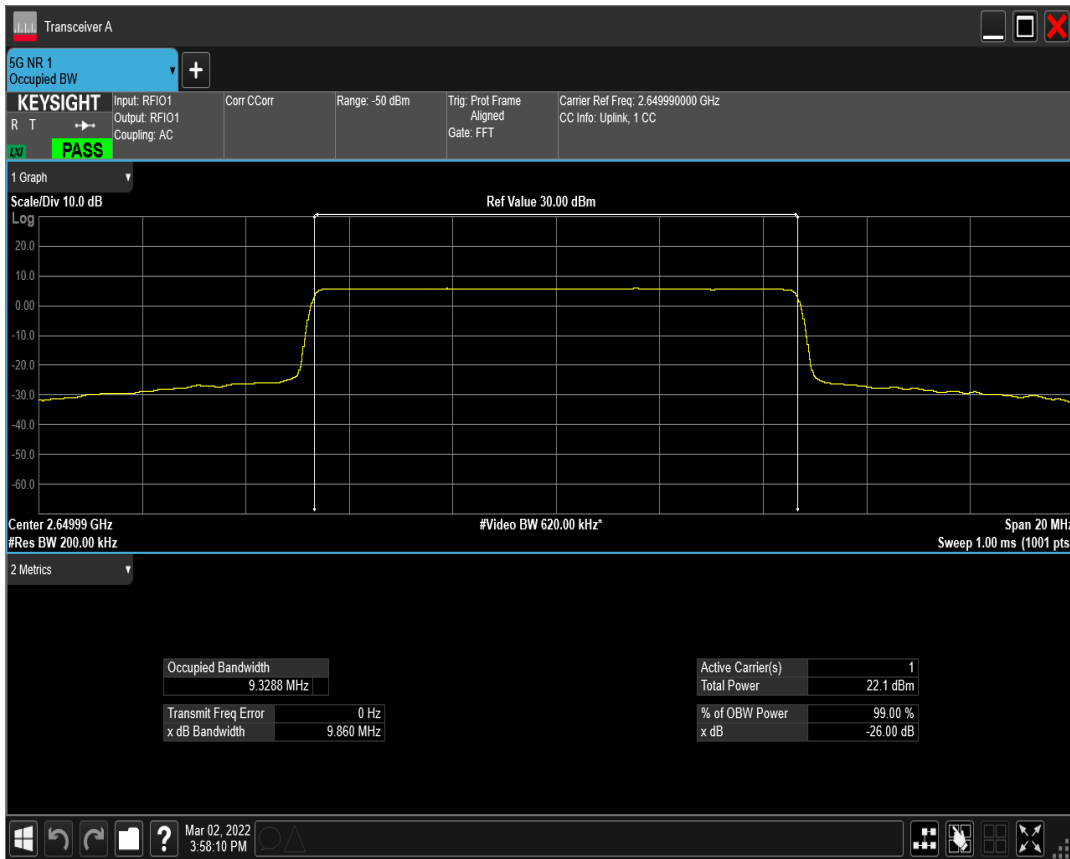 Transceiver A
5G NR 1
Occupied BW
+
KEYSIGHT
R T
LXI
PASS
Input: RFIO1
Output: RFIO1
Coupling: AC
Corr CCorr
Range: -50 dBm
Trig: Prot Frame
Aligned
Gate: FFT
Carrier Ref Freq: 2.649990000 GHz
CC Info: Uplink, 1 CC
1 Graph
Scale/Div 10.0 dB
Ref Value 30.00 dBm
Log
20.0
10.0
0.00
-10.0
-20.0
-30.0
-40.0
-50.0
-60.0
Center 2.64999 GHz
#Video BW 620.00 kHz*
Span 20 MHz
#Res BW 200.00 kHz
Sweep 1.00 ms (1001 pts
2 Metrics
Occupied Bandwidth
9.3288 MHz
Transmit Freq Error 0 Hz
x dB Bandwidth 9.860 MHz
Active Carrier(s) 1
Total Power 22.1 dBm
% of OBW Power 99.00 %
x dB -26.00 dB
?
Mar 02, 2022
3:58:10 PM